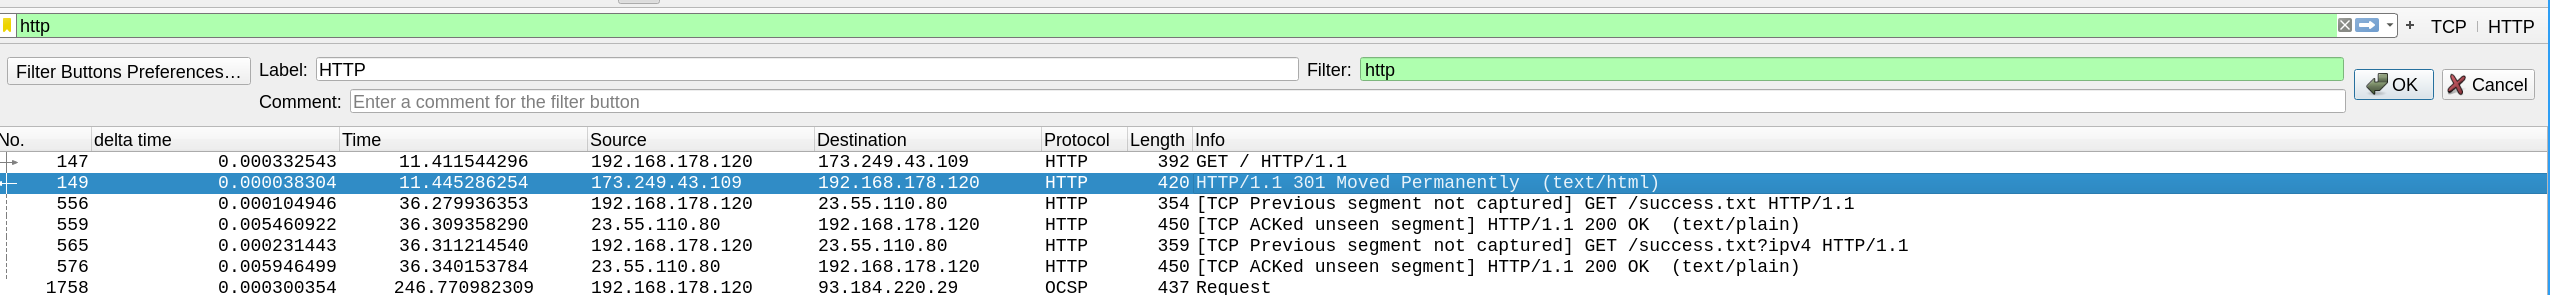 http + TCP HTTP
Filter Buttons Preferences… Label: HTTP Filter: http OK Cancel
Comment: Enter a comment for the filter button
No. delta time Time Source Destination Protocol Length Info
147 0.000332543 11.411544296 192.168.178.120 173.249.43.109 HTTP 392 GET / HTTP/1.1
149 0.000038304 11.445286254 173.249.43.109 192.168.178.120 HTTP 420 HTTP/1.1 301 Moved Permanently (text/html)
556 0.000104946 36.279936353 192.168.178.120 23.55.110.80 HTTP 354 [TCP Previous segment not captured] GET /success.txt HTTP/1.1
559 0.005460922 36.309358290 23.55.110.80 192.168.178.120 HTTP 450 [TCP ACKed unseen segment] HTTP/1.1 200 OK (text/plain)
565 0.000231443 36.311214540 192.168.178.120 23.55.110.80 HTTP 359 [TCP Previous segment not captured] GET /success.txt?ipv4 HTTP/1.1
576 0.005946499 36.340153784 23.55.110.80 192.168.178.120 HTTP 450 [TCP ACKed unseen segment] HTTP/1.1 200 OK (text/plain)
1758 0.000300354 246.770982309 192.168.178.120 93.184.220.29 OCSP 437 Request